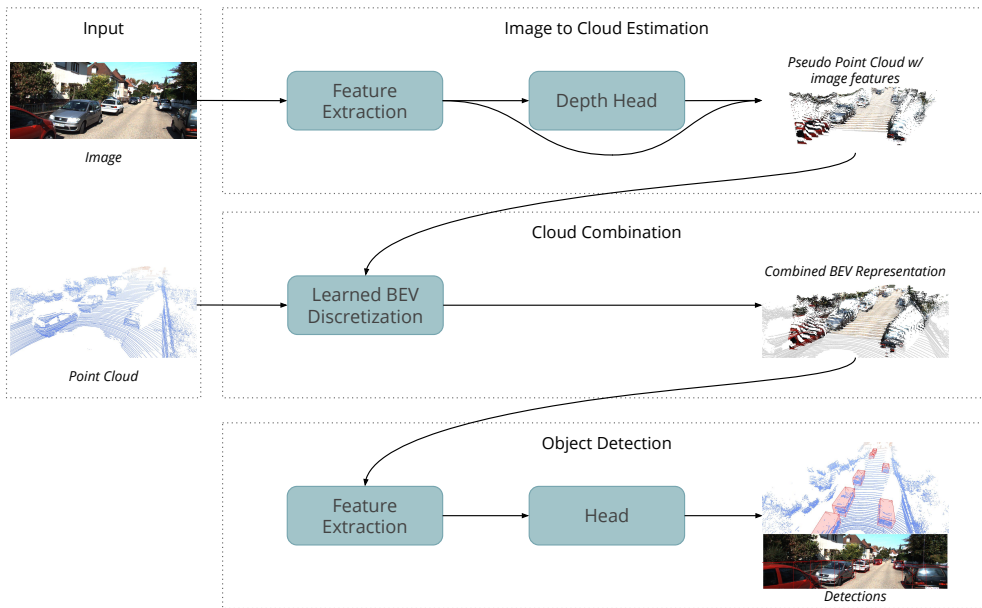 Input
Image
Point Cloud
Image to Cloud Estimation
Feature
Extraction
Depth Head
Pseudo Point Cloud w/
image features
Cloud Combination
Learned BEV
Discretization
Combined BEV Representation
Object Detection
Feature
Extraction
Head
Detections